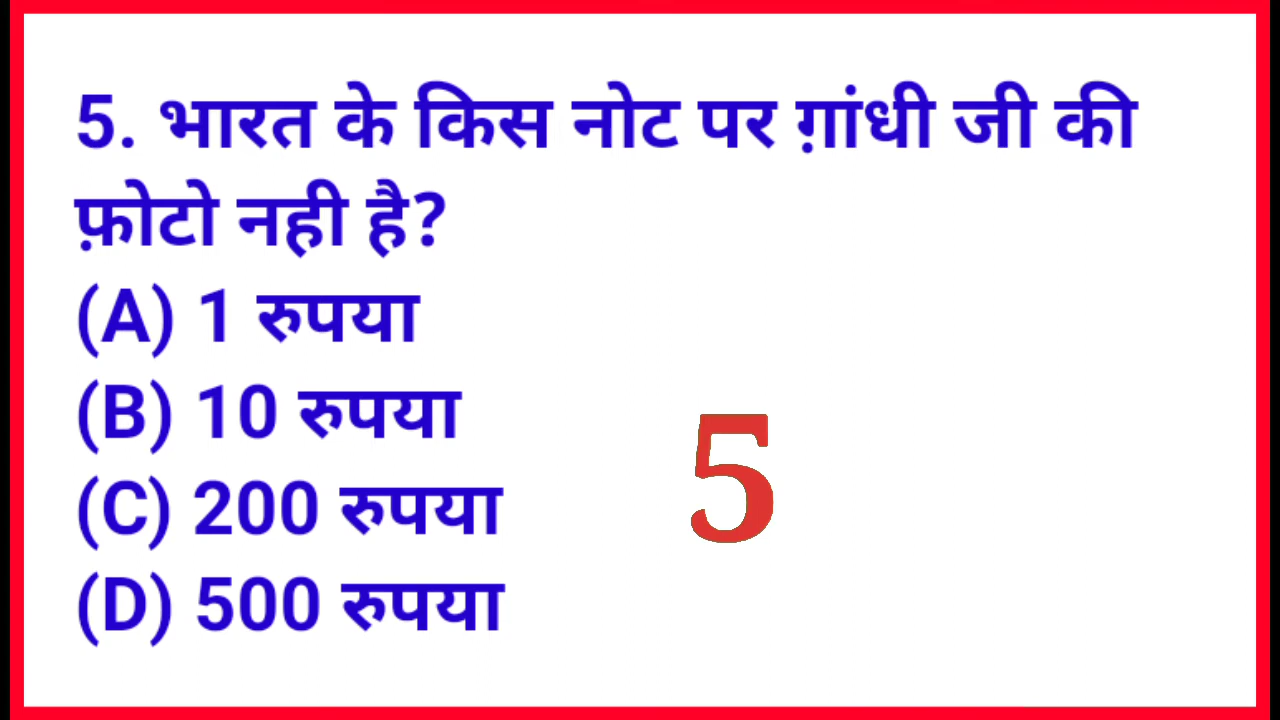 5. भारत के किस नोट पर ग़ांधी जी की
फ़ोटो नही है?
(A) 1 रुपया
(B) 10 रुपया
(C) 200 रुपया
(D) 500 रुपया
5